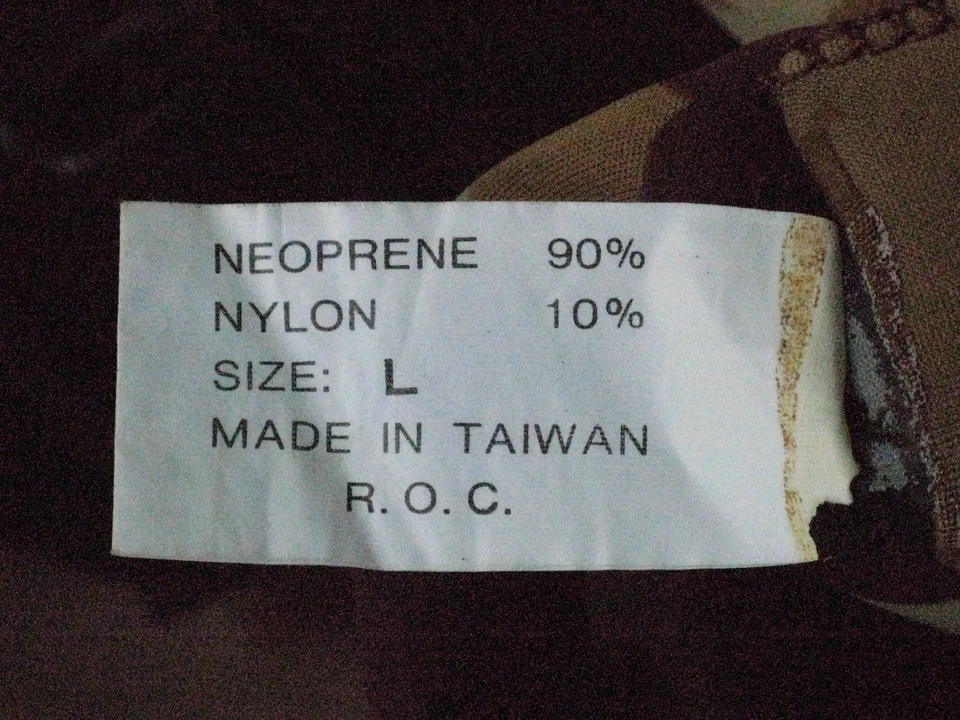 NEOPRENE 90%
NYLON 10%
SIZE: L
MADE IN TAIWAN
R. O. C.